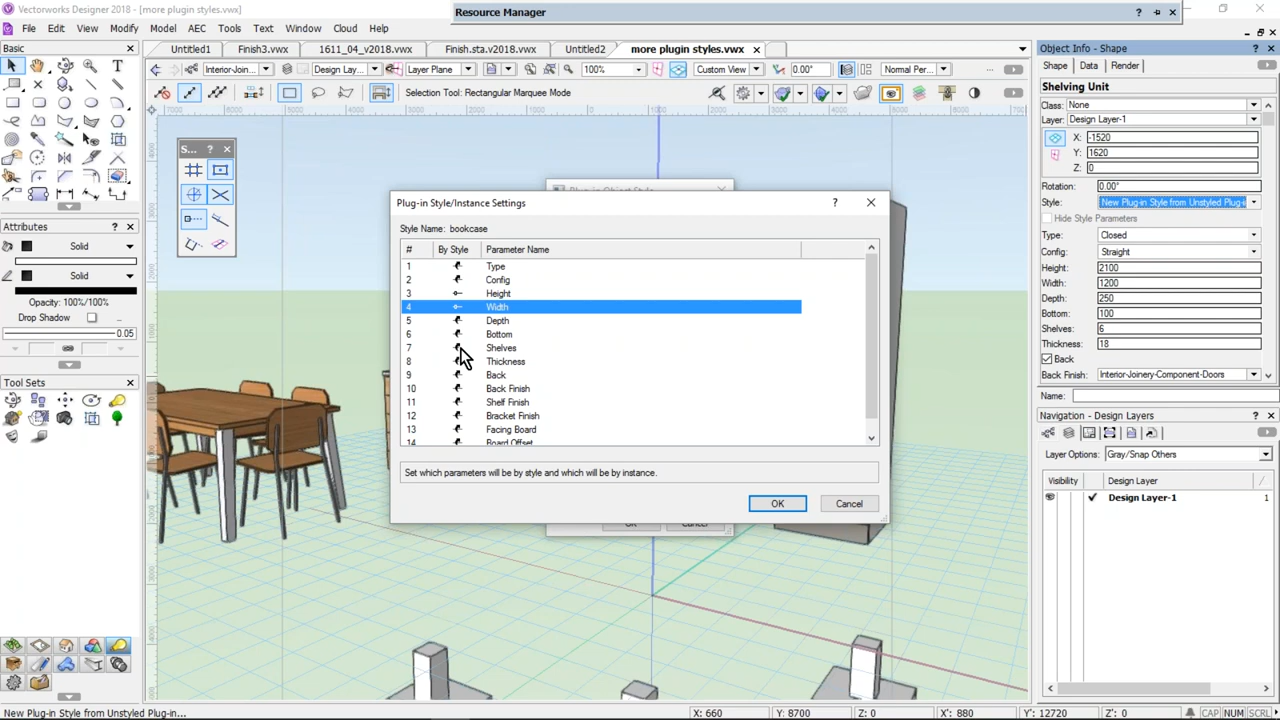 Vectorworks Designer 2018 - [more plugin styles.vwx]
Resource Manager
?
File Edit View Modify Model AEC Tools Text Window Cloud Help
Basic
Untitled1 Finish3.vwx 1611_04_v2018.vwx Finish.sta.v2018.vwx Untitled2 more plugin styles.vwx
Object Info - Shape ?
Interior-Join... Design Lay... Layer Plane 100% Custom View 0.00° Normal Per... ...
Shape Data Render
Selection Tool: Rectangular Marquee Mode
Shelving Unit
Class: None
Layer: Design Layer-1
X: -1520
Y: 1620
Z: 0
Rotation: 0.00°
Style: New Plug-in Style from Unstyled Plug-i
Hide Style Parameters
Type: Closed
Config: Straight
Height: 2100
Width: 1200
Depth: 250
Bottom: 100
Shelves: 6
Thickness: 18
Back
Back Finish: Interior-Joinery-Component-Doors
Name:
S... ?
Attributes ?
Solid
Solid
Opacity: 100%/100%
Drop Shadow
0.05
Tool Sets
Plug-in Style/Instance Settings ?
Style Name: bookcase
# By Style Parameter Name
1 Type
2 Config
3 Height
4 Width
5 Depth
6 Bottom
7 Shelves
8 Thickness
9 Back
10 Back Finish
11 Shelf Finish
12 Bracket Finish
13 Facing Board
14 Board Offset
Set which parameters will be by style and which will be by instance.
OK Cancel
Navigation - Design Layers ?
Layer Options: Gray/Snap Others
Visibility Design Layer /
Design Layer-1 1
New Plug-in Style from Unstyled Plug-in...
X: 660 Y: 8700 Z: 0 X': 880 Y': 12720 Z': 0 CAP NUM SCRL